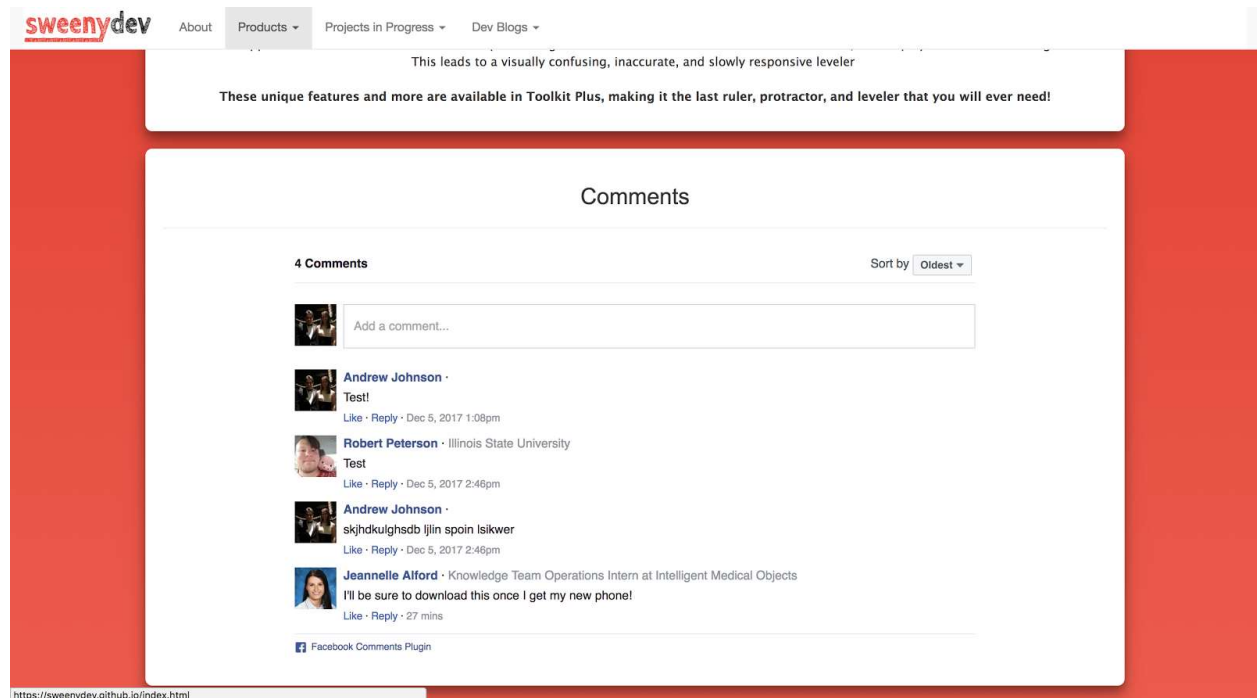 sweenydev About Products Projects in Progress Dev Blogs
This leads to a visually confusing, inaccurate, and slowly responsive leveler
These unique features and more are available in Toolkit Plus, making it the last ruler, protractor, and leveler that you will ever need!
Comments
4 Comments Sort by Oldest
Add a comment...
Andrew Johnson ·
Test!
Like · Reply · Dec 5, 2017 1:08pm
Robert Peterson · Illinois State University
Test
Like · Reply · Dec 5, 2017 2:46pm
Andrew Johnson ·
skjhdkulghsdb ljlin spoin lsikwer
Like · Reply · Dec 5, 2017 2:46pm
Jeannelle Alford · Knowledge Team Operations Intern at Intelligent Medical Objects
I'll be sure to download this once I get my new phone!
Like · Reply · 27 mins
Facebook Comments Plugin
https://sweenydev.github.io/index.html